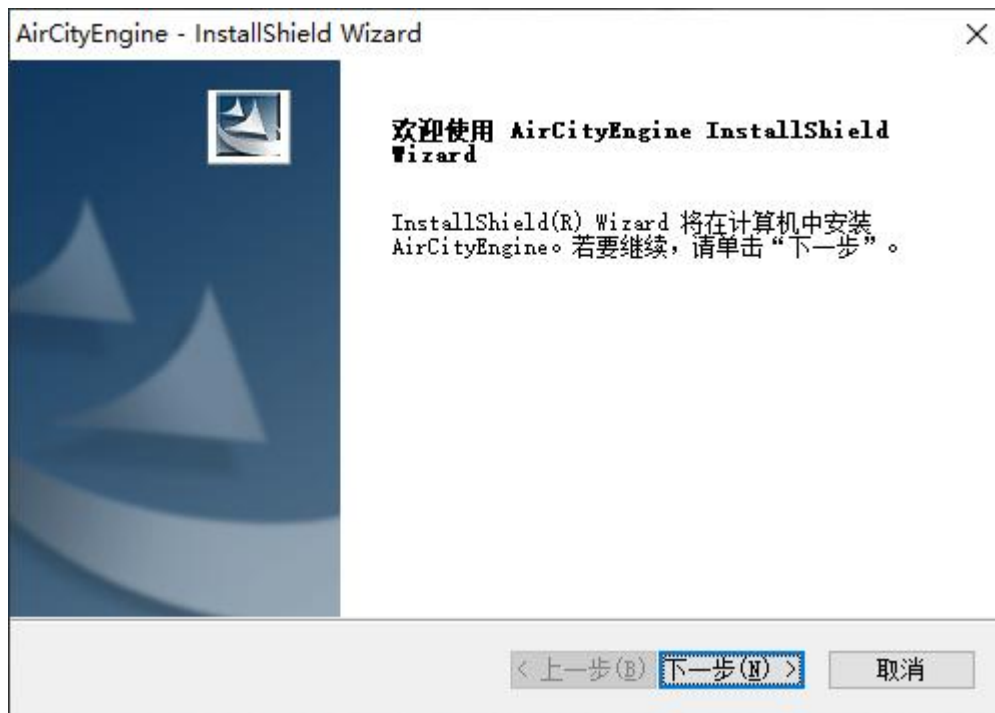 AirCityEngine - InstallShield Wizard
欢迎使用 AirCityEngine InstallShield
Wizard
InstallShield(R) Wizard 将在计算机中安装
AirCityEngine。若要继续，请单击“下一步”。
< 上一步(B)
下一步(N) >
取消